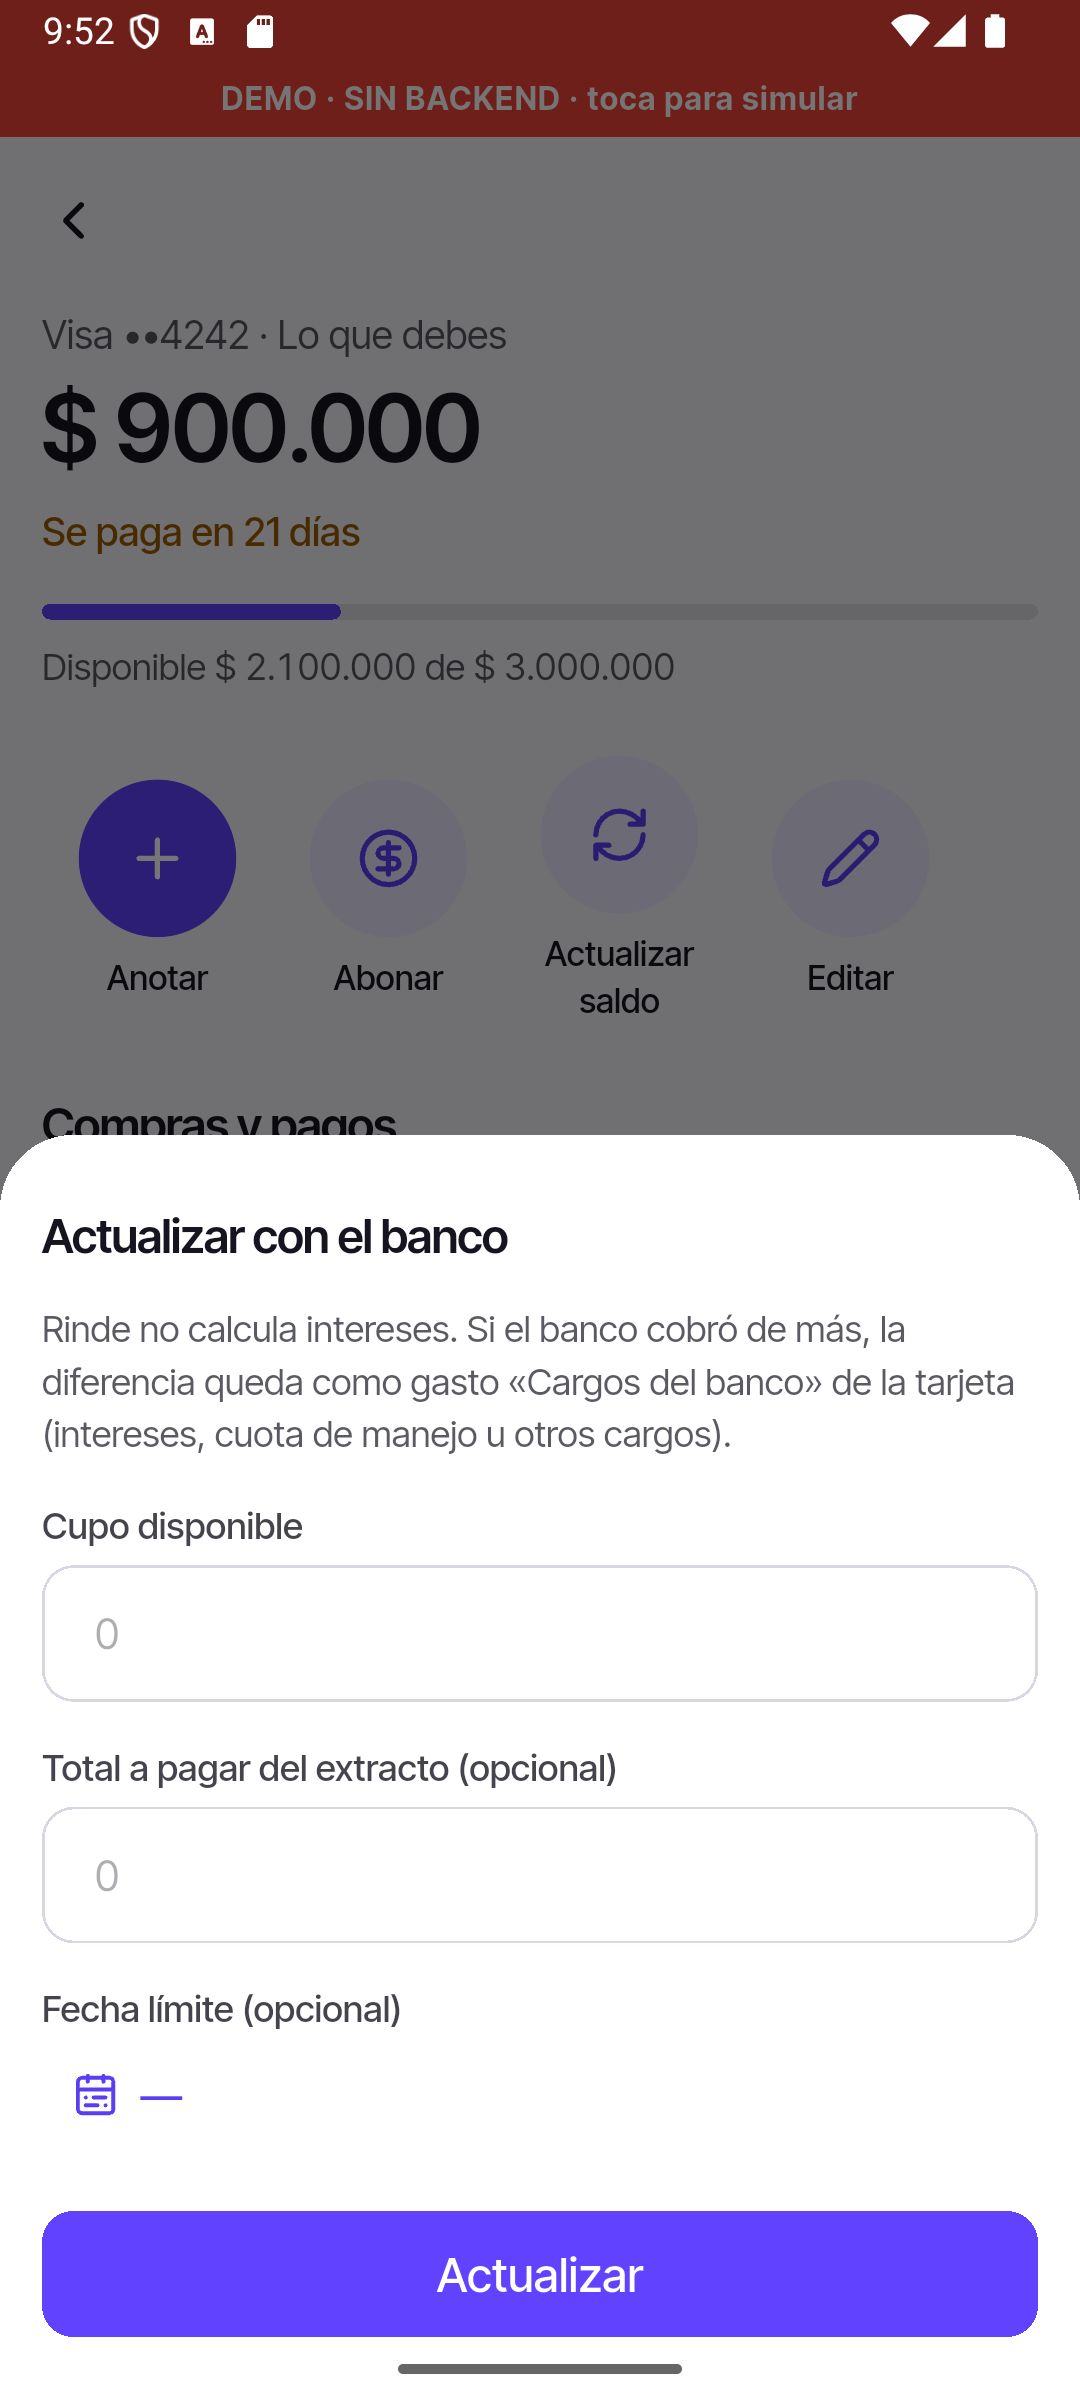 9:52
DEMO · SIN BACKEND · toca para simular
Visa ••4242 · Lo que debes
$ 900.000
Se paga en 21 días
Disponible $ 2.100.000 de $ 3.000.000
Anotar
Abonar
Actualizar
saldo
Editar
Compras y pagos
Actualizar con el banco
Rinde no calcula intereses. Si el banco cobró de más, la
diferencia queda como gasto «Cargos del banco» de la tarjeta
(intereses, cuota de manejo u otros cargos).
Cupo disponible
0
Total a pagar del extracto (opcional)
0
Fecha límite (opcional)
—
Actualizar